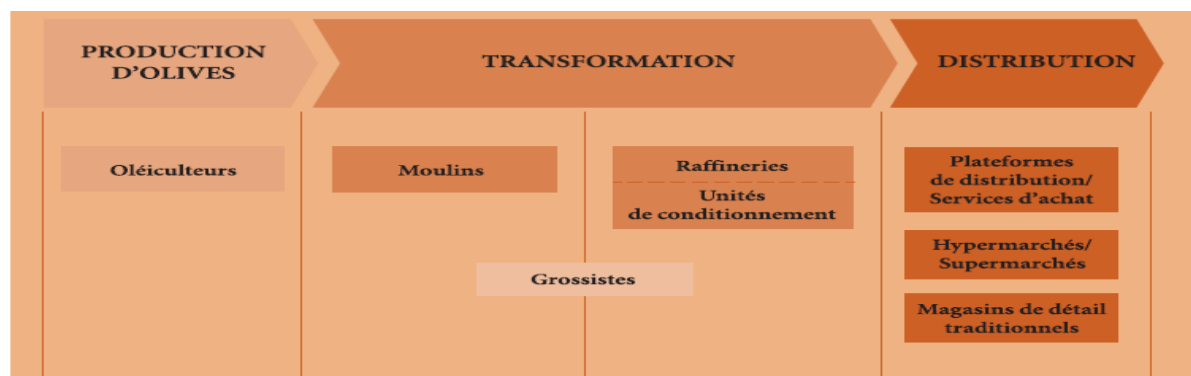 PRODUCTION
D'OLIVES
TRANSFORMATION
DISTRIBUTION
Oléiculteurs
Moulins
Raffineries
Unités
de conditionnement
Grossistes
Plateformes
de distribution/
Services d'achat
Hypermarchés/
Supermarchés
Magasins de détail
traditionnels